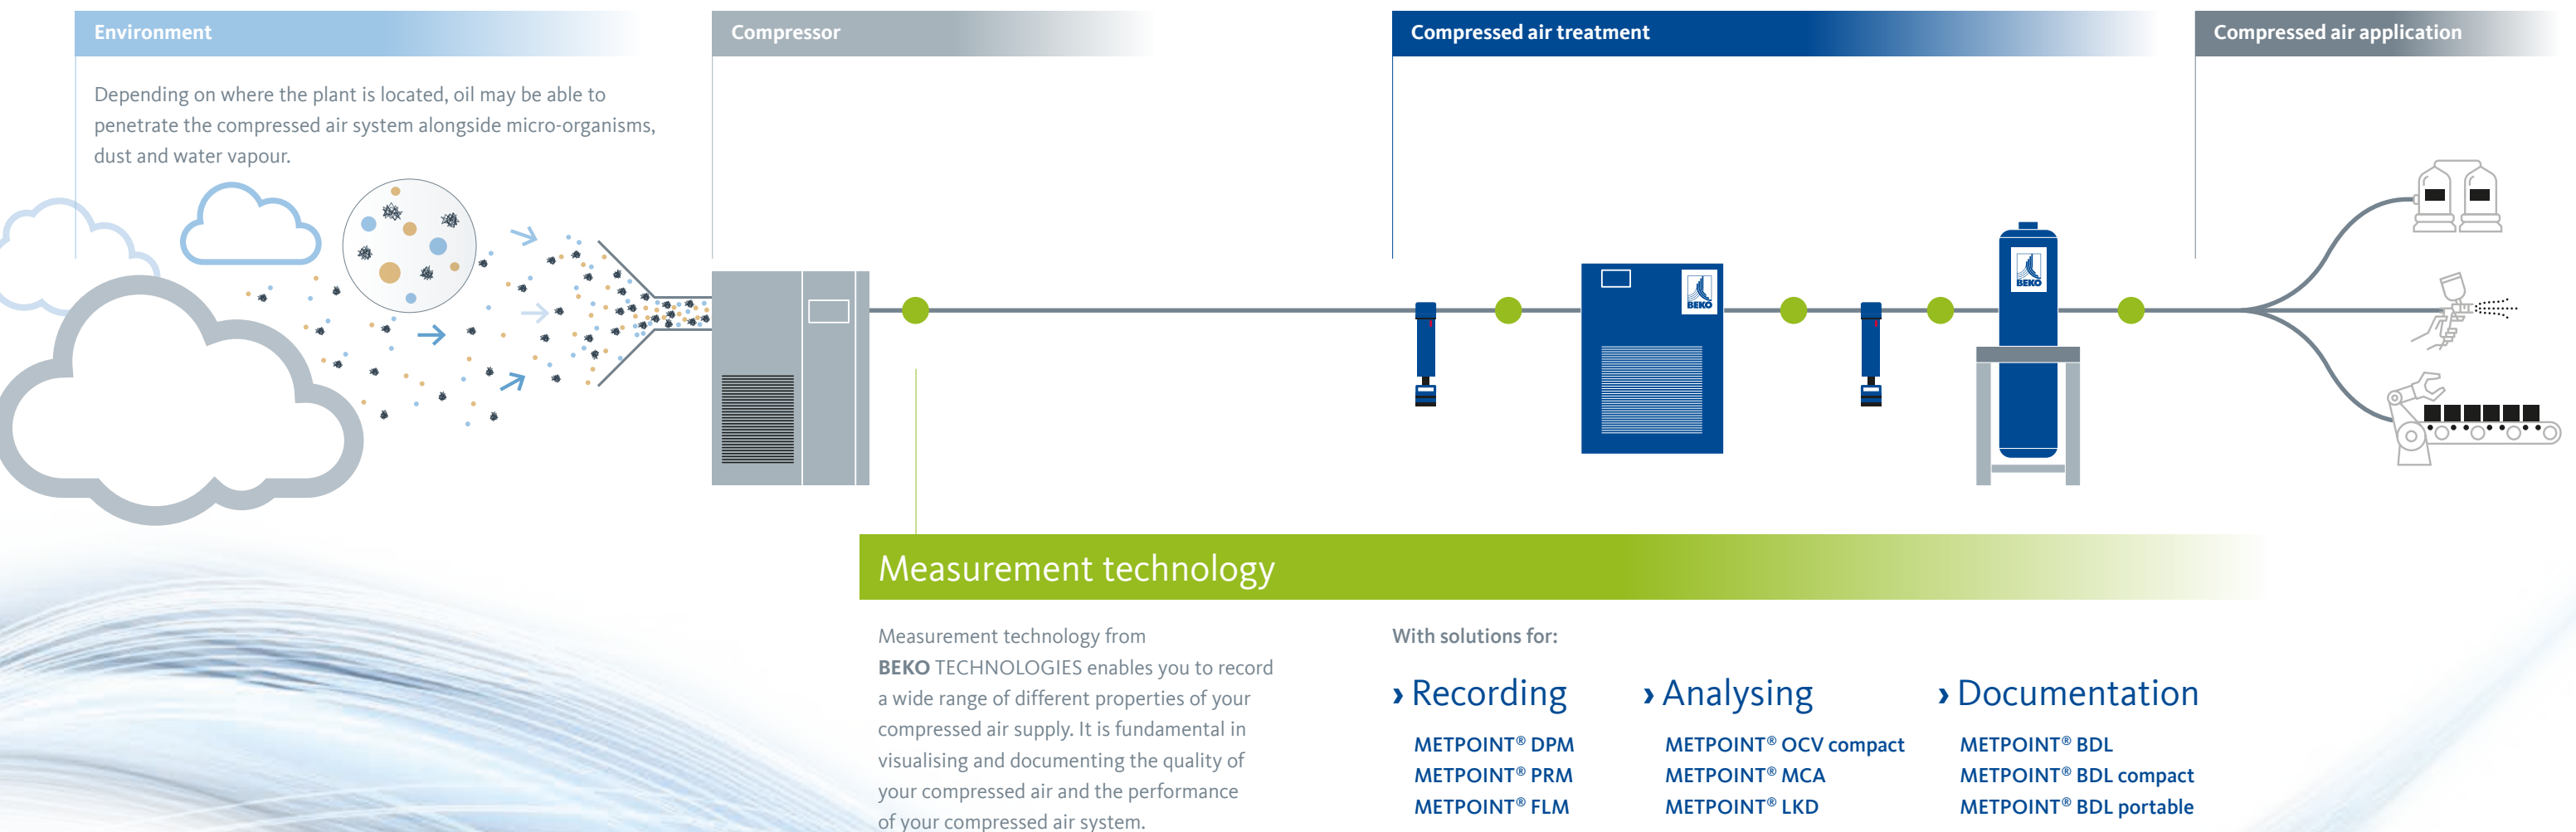 Environment
Compressor
Compressed air treatment
Compressed air application
Depending on where the plant is located, oil may be able to
penetrate the compressed air system alongside micro-organisms,
dust and water vapour.
BEKO
BEKO
Measurement technology
Measurement technology from
BEKO TECHNOLOGIES enables you to record
a wide range of different properties of your
compressed air supply. It is fundamental in
visualising and documenting the quality of
your compressed air and the performance
of your compressed air system.
With solutions for:
› Recording
METPOINT® DPM
METPOINT® PRM
METPOINT® FLM
› Analysing
METPOINT® OCV compact
METPOINT® MCA
METPOINT® LKD
› Documentation
METPOINT® BDL
METPOINT® BDL compact
METPOINT® BDL portable